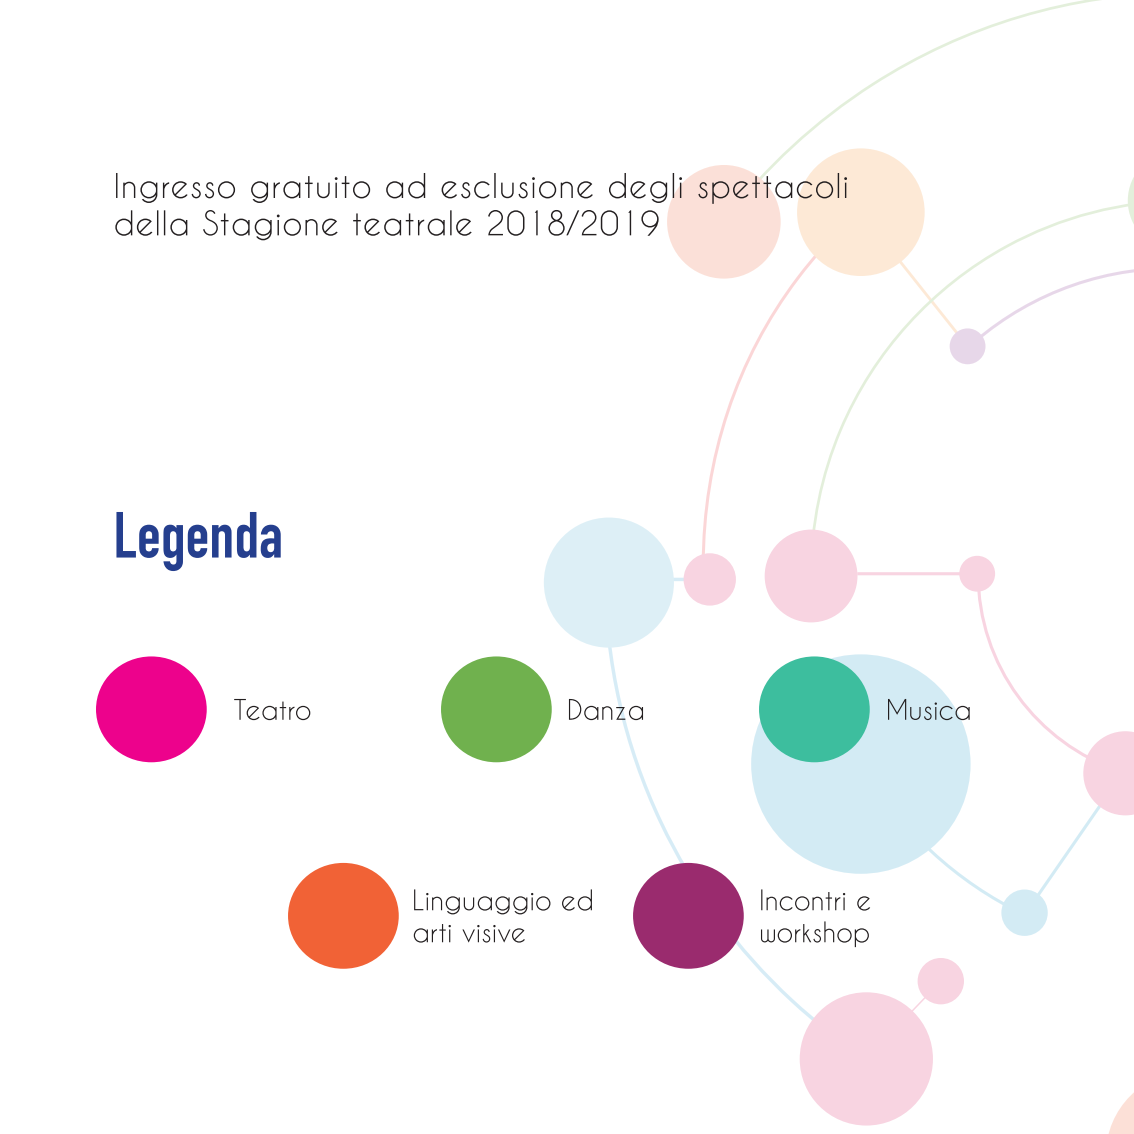 Ingresso gratuito ad esclusione degli spettacoli
della Stagione teatrale 2018/2019
Legenda
Teatro
Danza
Musica
Linguaggio ed
arti visive
Incontri e
workshop